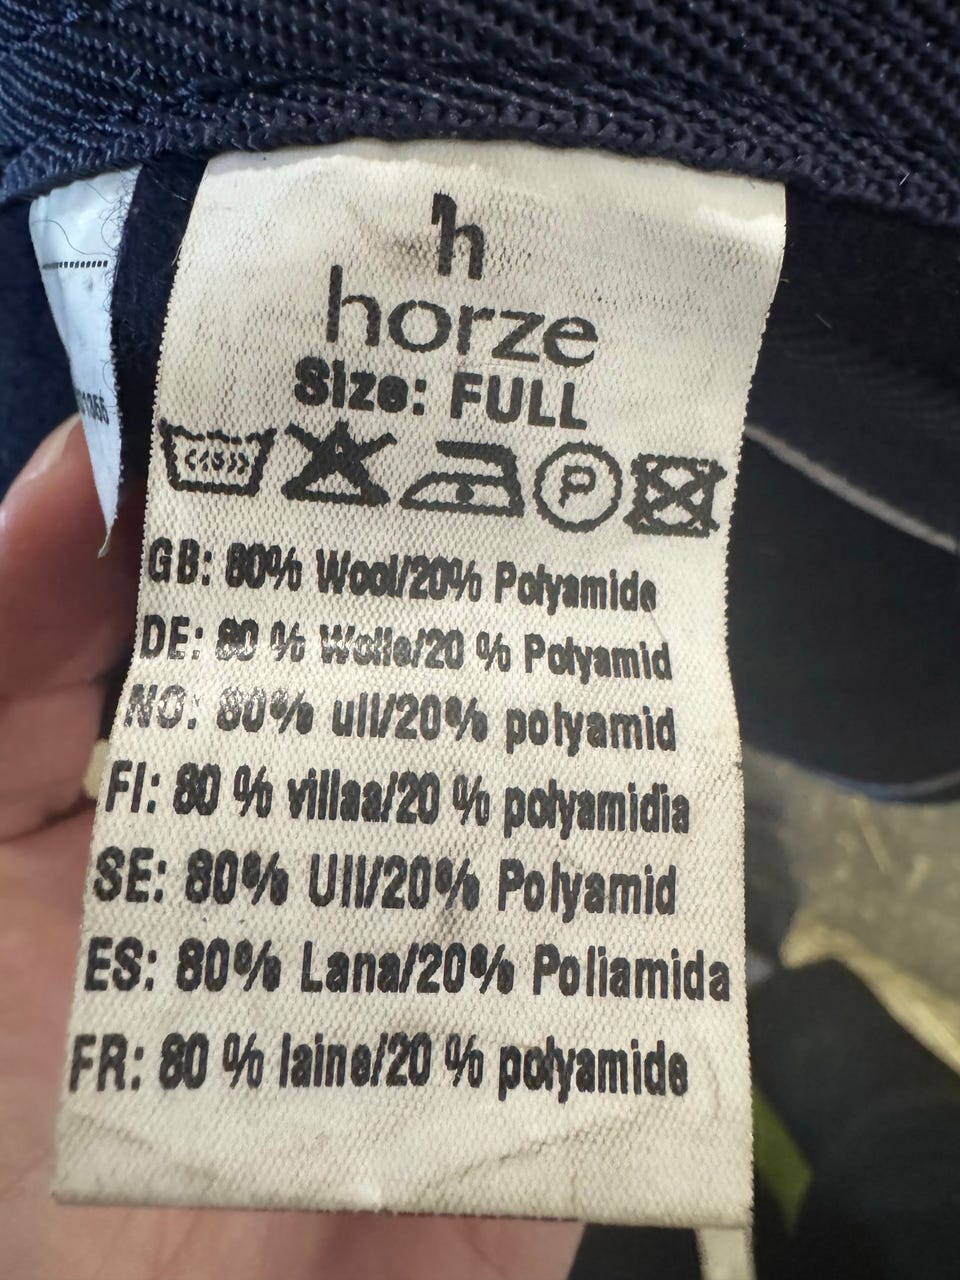 horze
Size: FULL
P
GB: 80% Wool/20% Polyamide
DE: 80 % Wolle/20 % Polyamid
NO: 80% ull/20% polyamid
FI: 80 % villaa/20 % polyamidia
SE: 80% Ull/20% Polyamid
ES: 80% Lana/20% Poliamida
FR: 80 % laine/20 % polyamide